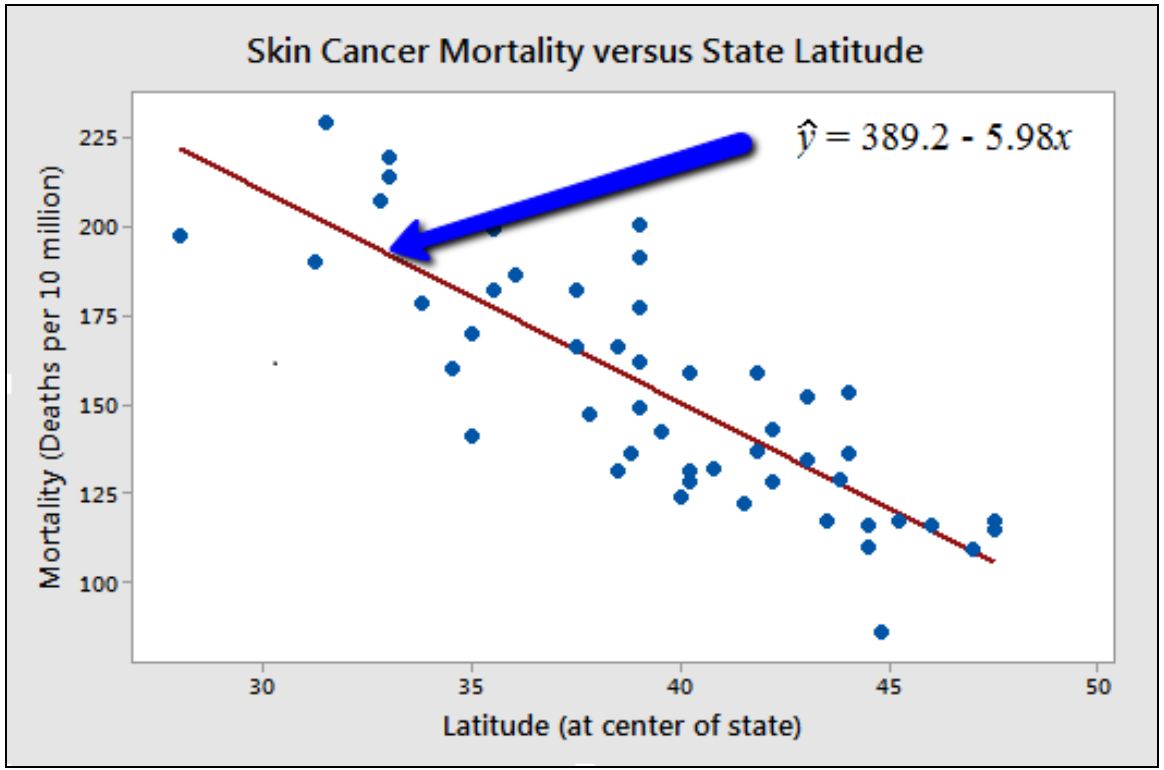 Skin Cancer Mortality versus State Latitude
ŷ = 389.2 - 5.98x
Mortality (Deaths per 10 million)
225
200
175
150
125
100
30 35 40 45 50
Latitude (at center of state)